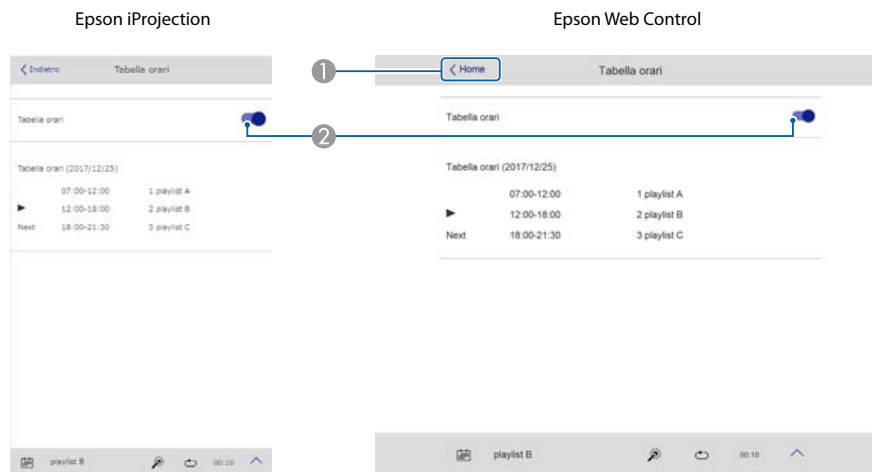 Epson iProjection
Indietro Tabella orari
Tabella orari
Tabella orari (2017/12/25)
07:00-12:00 1 playlist A
12:00-18:00 2 playlist B
Next 18:00-21:30 3 playlist C
playlist B 00:10
1
2
Epson Web Control
Home Tabella orari
Tabella orari
Tabella orari (2017/12/25)
07:00-12:00 1 playlist A
12:00-18:00 2 playlist B
Next 18:00-21:30 3 playlist C
playlist B 00:10